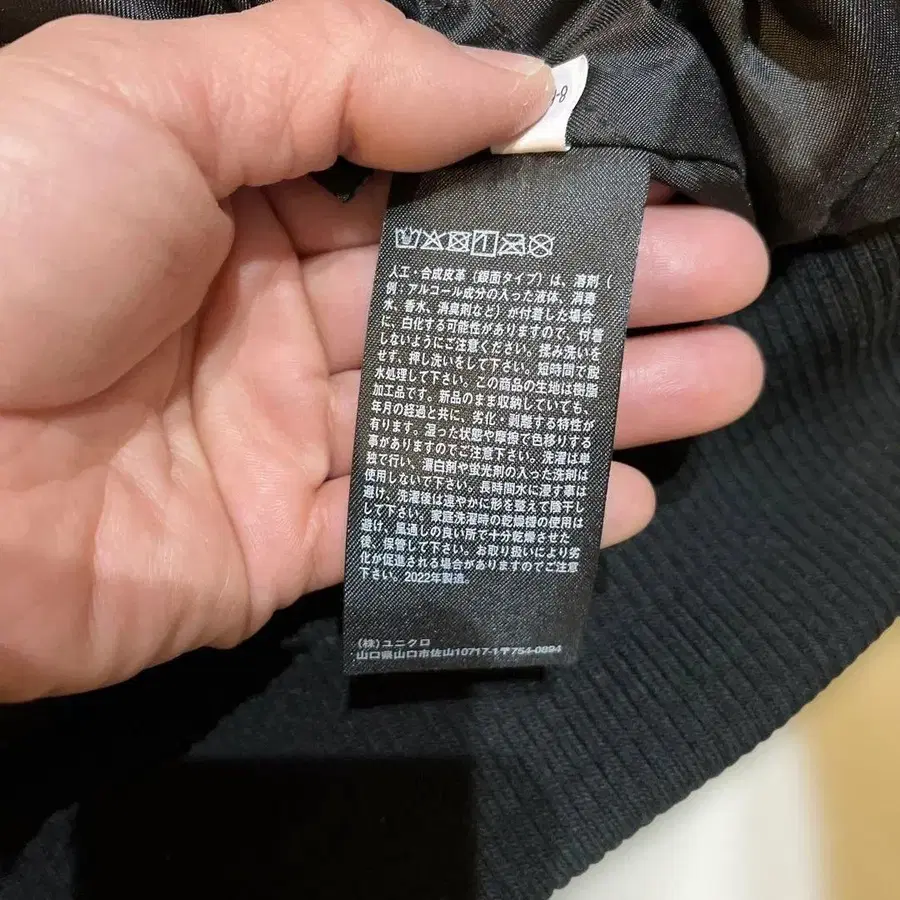 人工・合成皮革（銀面タイプ）は、溶剤（
例：アルコール成分の入った液体、消臭
水、香水、消臭剤など）が付着した場合
に、白化する可能性がありますので、付着
しないようにご注意ください。揉み洗いを
せず、押し洗いをして下さい。短時間で脱
水処理して下さい。この商品の生地は樹脂
加工品です。新品のまま収納していても、
年月の経過と共に、劣化・剥離する特性が
有ります。湿った状態や摩擦で色移りする
事がありますのでご注意下さい。洗濯は単
独で行い、漂白剤や蛍光剤の入った洗剤は
使用しないで下さい。長時間水に浸す事は
避け、洗濯後は速やかに形を整えて陰干し
して下さい。家庭洗濯時の乾燥機の使用は
避け、風通しの良い所で十分乾燥させた
後、保管して下さい。お取り扱いにより劣
化が促進される場合がありますのでご注意
下さい。2022年製造。
(株)ユニクロ
山口県山口市佐山10717-1〒754-0894